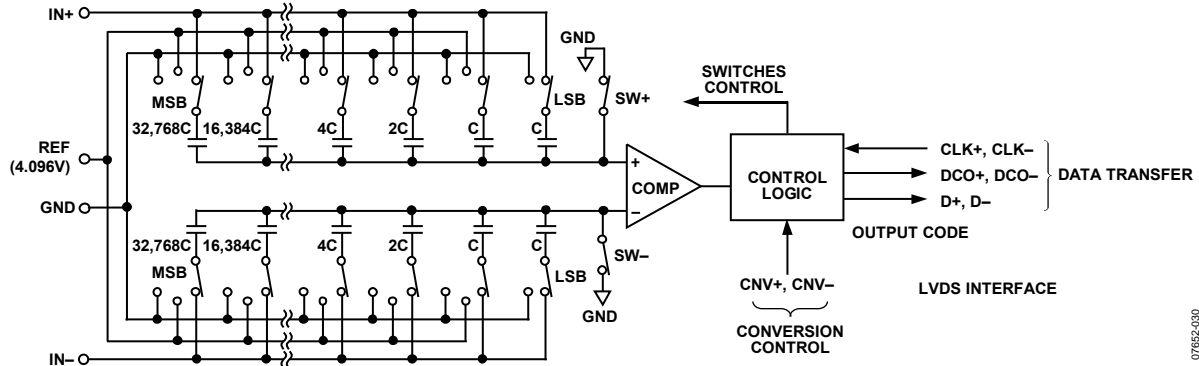 IN+
GND
SWITCHES
CONTROL
MSB
LSB
SW+
32,768C 16,384C 4C 2C C C
REF
(4.096V)
GND
+
COMP
–
CONTROL
LOGIC
CLK+, CLK–
DCO+, DCO–
D+, D–
DATA TRANSFER
OUTPUT CODE
32,768C 16,384C 4C 2C C C
MSB
LSB
SW–
GND
CNV+, CNV–
CONVERSION
CONTROL
LVDS INTERFACE
IN–
07652-030